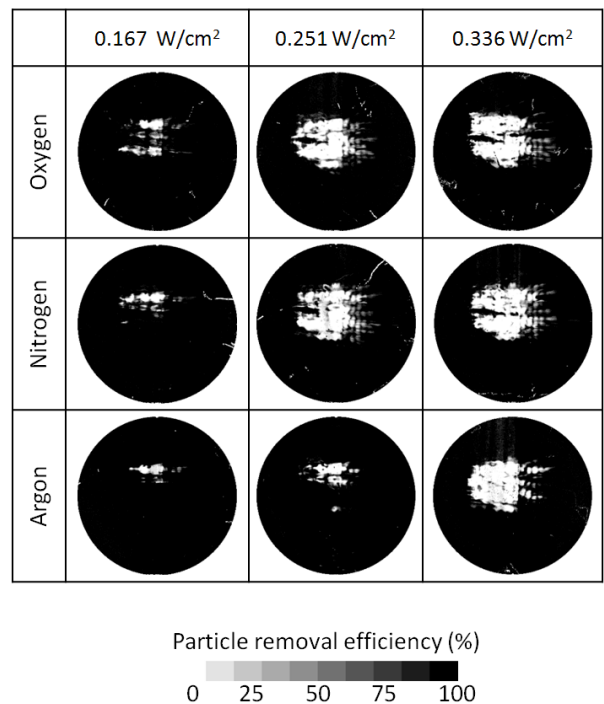 0.167 W/cm²
0.251 W/cm²
0.336 W/cm²
Oxygen
Nitrogen
Argon
Particle removal efficiency (%)
0 25 50 75 100